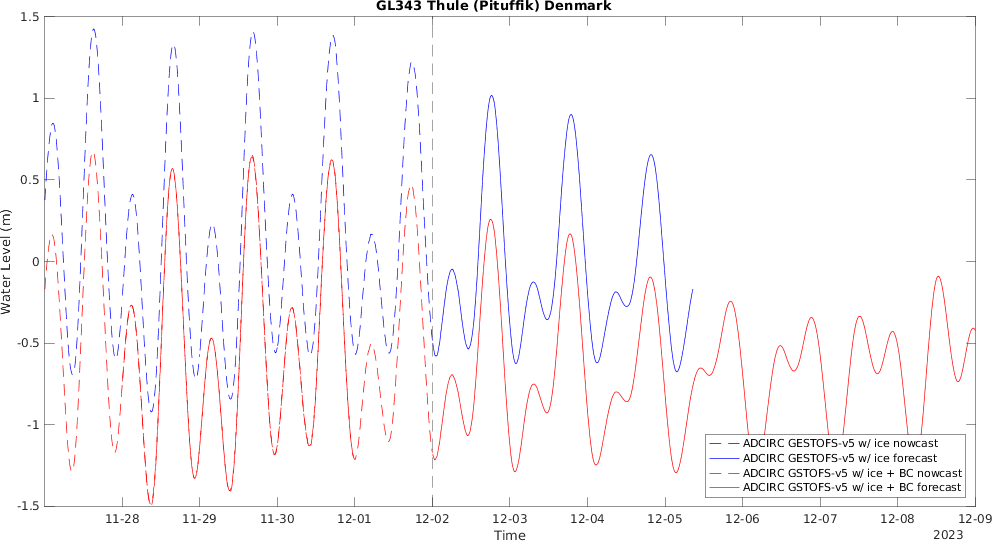 GL343 Thule (Pituffik) Denmark
1.5
1
0.5
0
-0.5
-1
-1.5
Water Level (m)
11-28 11-29 11-30 12-01 12-02 12-03 12-04 12-05 12-06 12-07 12-08 12-09
Time
2023
ADCIRC GESTOFS-v5 w/ ice nowcast
ADCIRC GESTOFS-v5 w/ ice forecast
ADCIRC GSTOFS-v5 w/ ice + BC nowcast
ADCIRC GSTOFS-v5 w/ ice + BC forecast